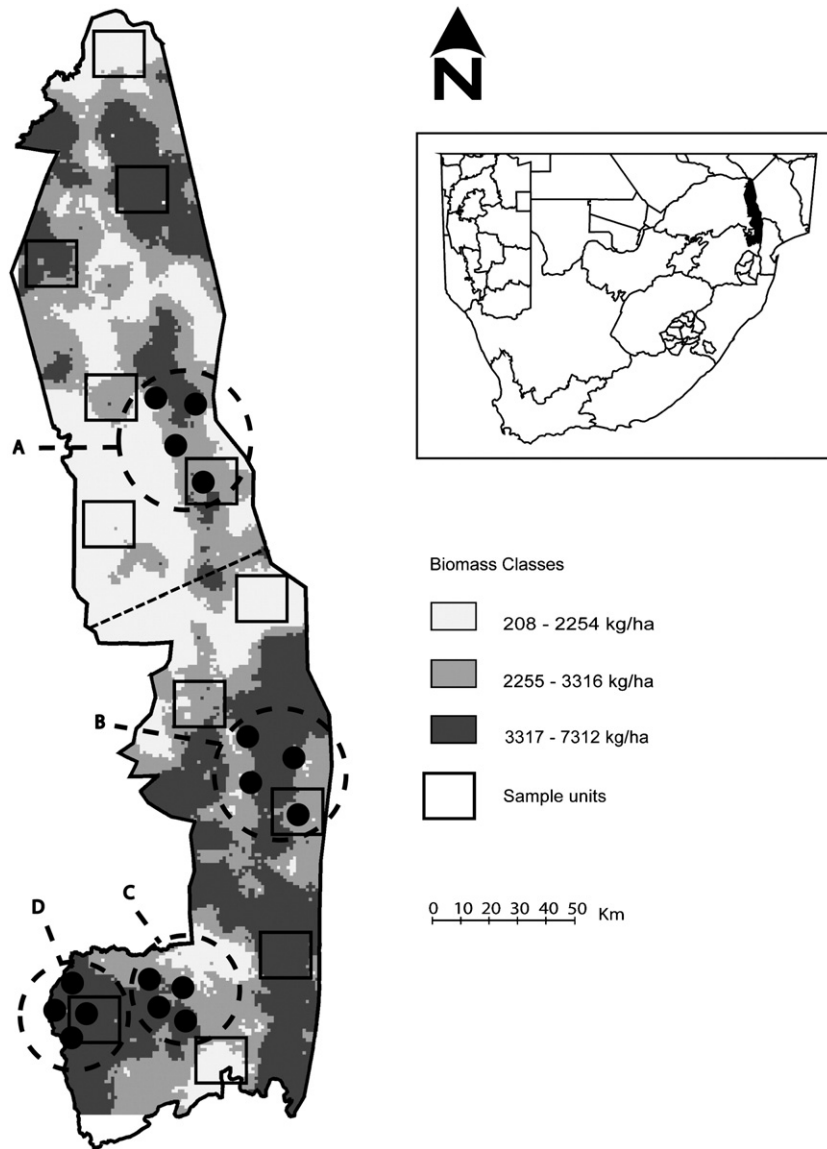 N
A
B
C
D
Biomass Classes
208 - 2254 kg/ha
2255 - 3316 kg/ha
3317 - 7312 kg/ha
Sample units
0 10 20 30 40 50 Km